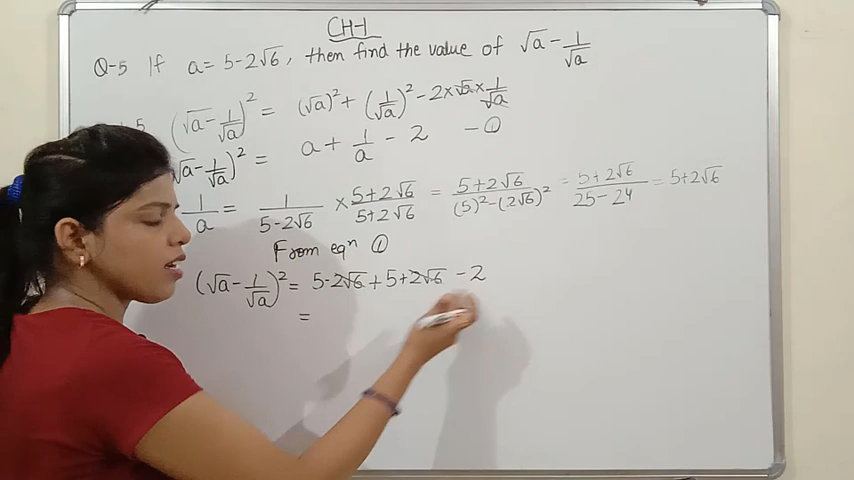 CH-1
Q-5 If a = 5-2√6, then find the value of √a - 1/√a
(√a - 1/√a)² = (√a)² + (1/√a)² - 2×√a×1/√a
√a - 1/√a)² = a + 1/a - 2 - ①
1/a = 1/(5-2√6) × (5+2√6)/(5+2√6) = (5+2√6)/((5)²-(2√6)²) = (5+2√6)/(25-24) = 5+2√6
From eqⁿ ①
(√a - 1/√a)² = 5-2√6+5+2√6 -2
=